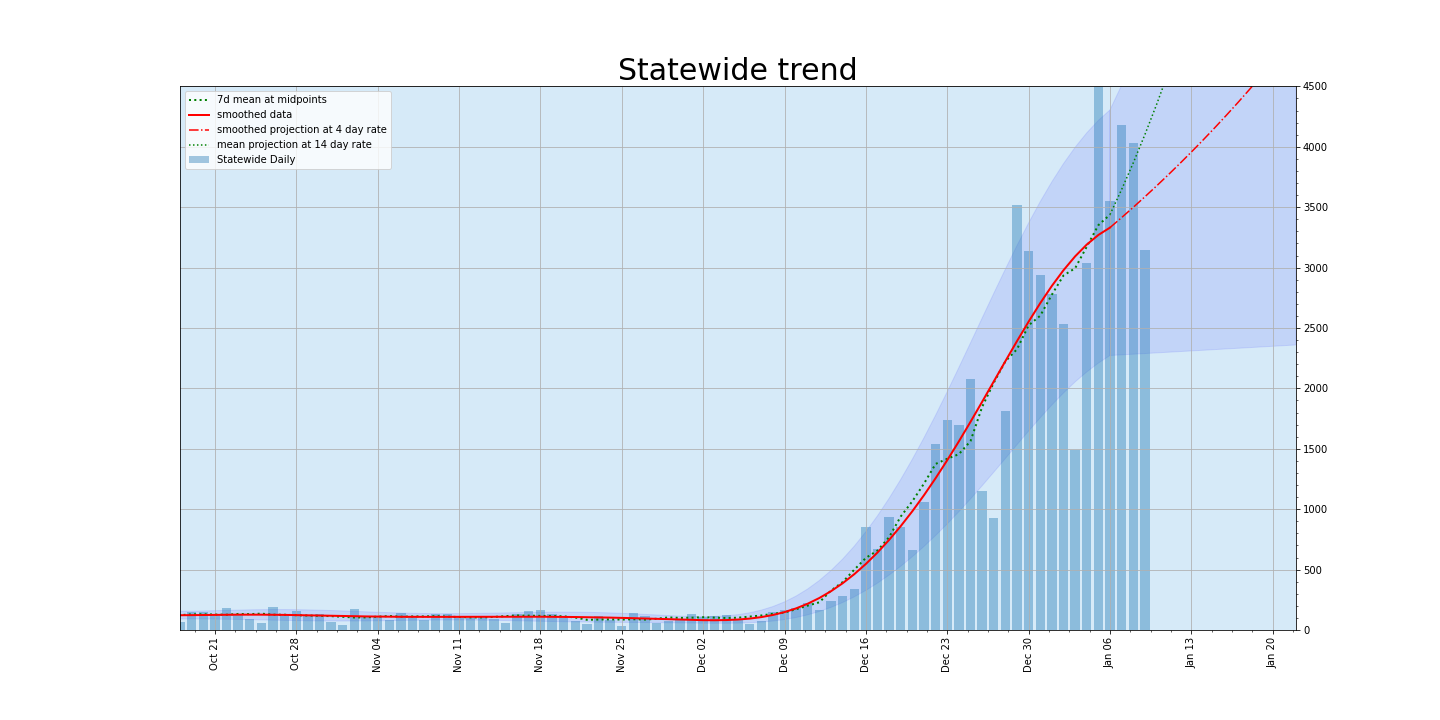 Statewide trend
7d mean at midpoints
smoothed data
smoothed projection at 4 day rate
mean projection at 14 day rate
Statewide Daily
4500
4000
3500
3000
2500
2000
1500
1000
500
0
Oct 21
Oct 28
Nov 04
Nov 11
Nov 18
Nov 25
Dec 02
Dec 09
Dec 16
Dec 23
Dec 30
Jan 06
Jan 13
Jan 20